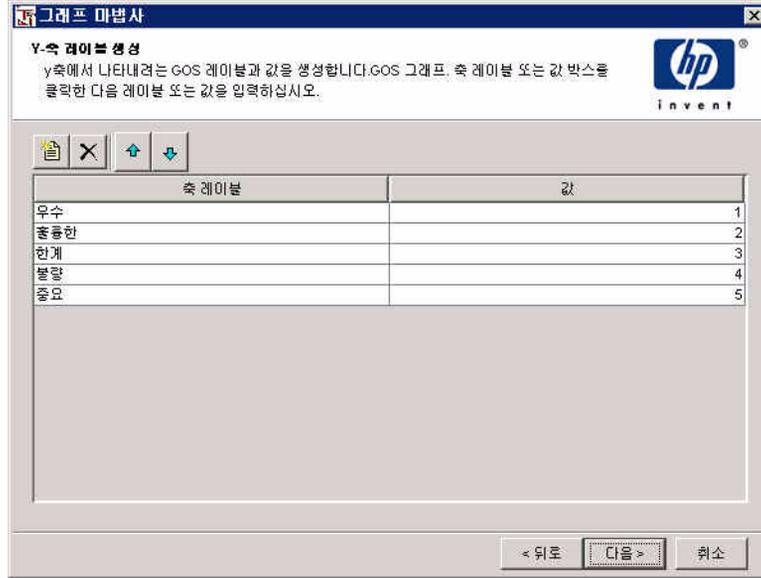 그래프 마법사
Y-축 레이블 생성
y축에서 나타내려는 GOS 레이블과 값을 생성합니다.GOS 그래프. 축 레이블 또는 값 박스를
클릭한 다음 레이블 또는 값을 입력하십시오.
hp ®
invent
축 레이블 값
우수 1
훌륭한 2
한계 3
불량 4
중요 5
< 뒤로 다음 > 취소